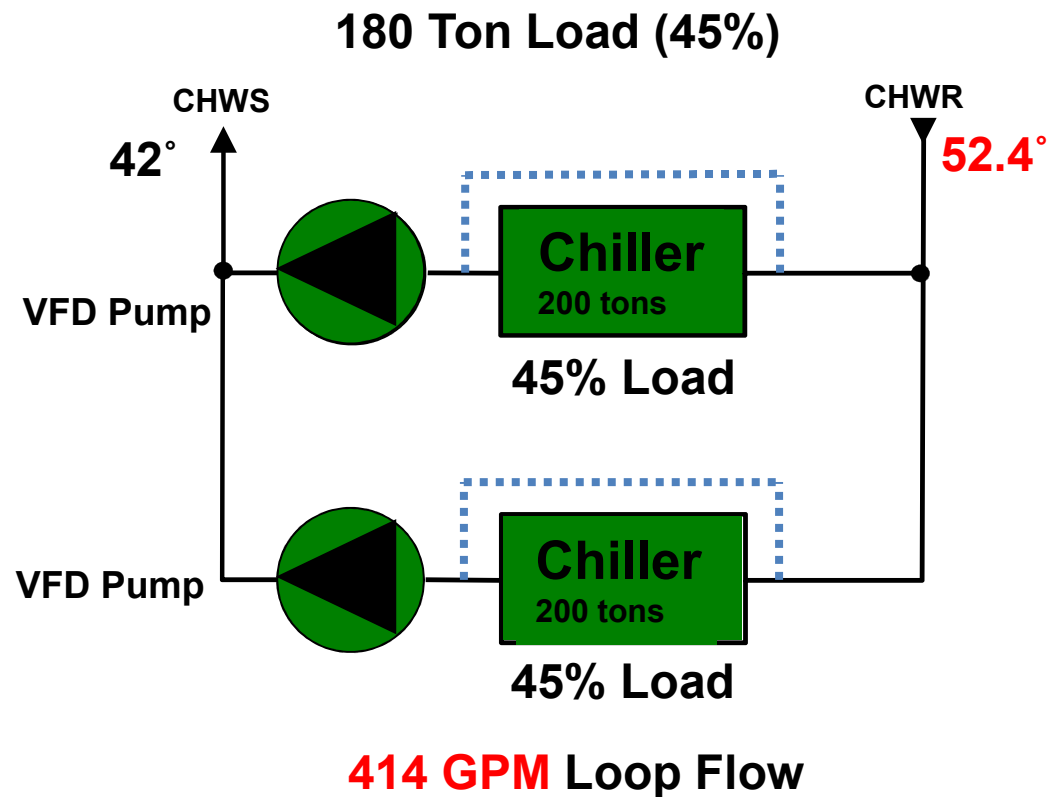 180 Ton Load (45%)
CHWS
CHWR
42˚
52.4˚
Chiller
200 tons
VFD Pump
45% Load
Chiller
200 tons
VFD Pump
45% Load
414 GPM Loop Flow